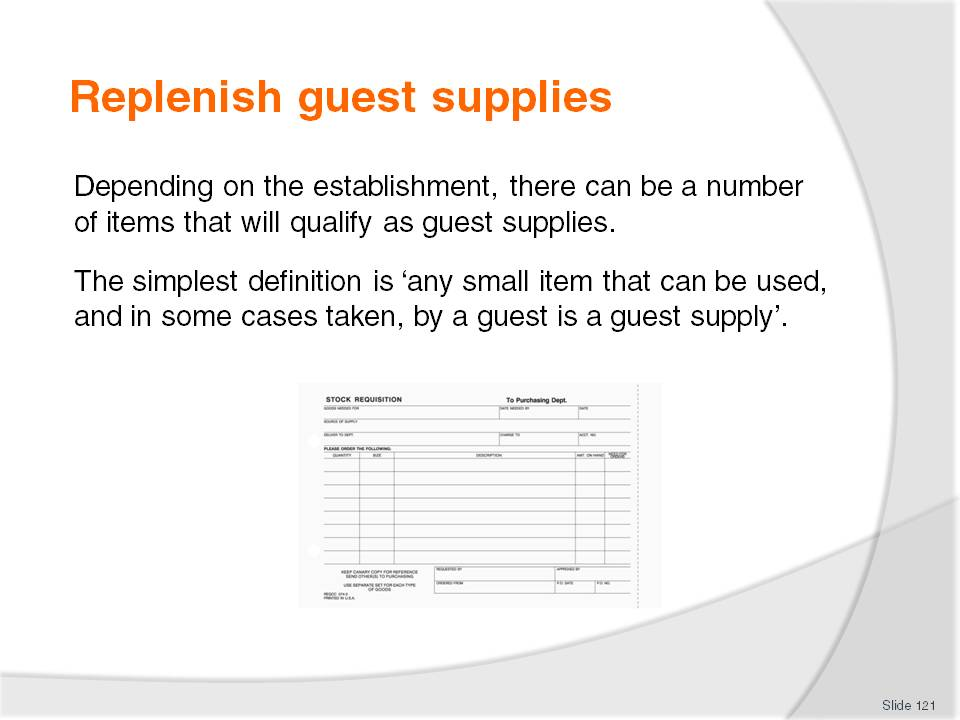 Replenish guest supplies
Depending on the establishment, there can be a number
of items that will qualify as guest supplies.
The simplest definition is ‘any small item that can be used,
and in some cases taken, by a guest is a guest supply’.
STOCK REQUISITION To Purchasing Dept.
GOODS NEEDED FOR DATE NEEDED BY DATE
SOURCE OF SUPPLY
DELIVER TO DEPT. CHARGE TO ACCT. NO.
PLEASE ORDER THE FOLLOWING:
QUANTITY SIZE DESCRIPTION AMT. ON HAND
KEEP CANARY COPY FOR REFERENCE REQUESTED BY APPROVED BY
SEND OTHER(S) TO PURCHASING
USE SEPARATE SET FOR EACH TYPE ORDERED FROM P.O. DATE P.O. NO.
OF GOODS
PRINTED IN U.S.A.
Slide 121